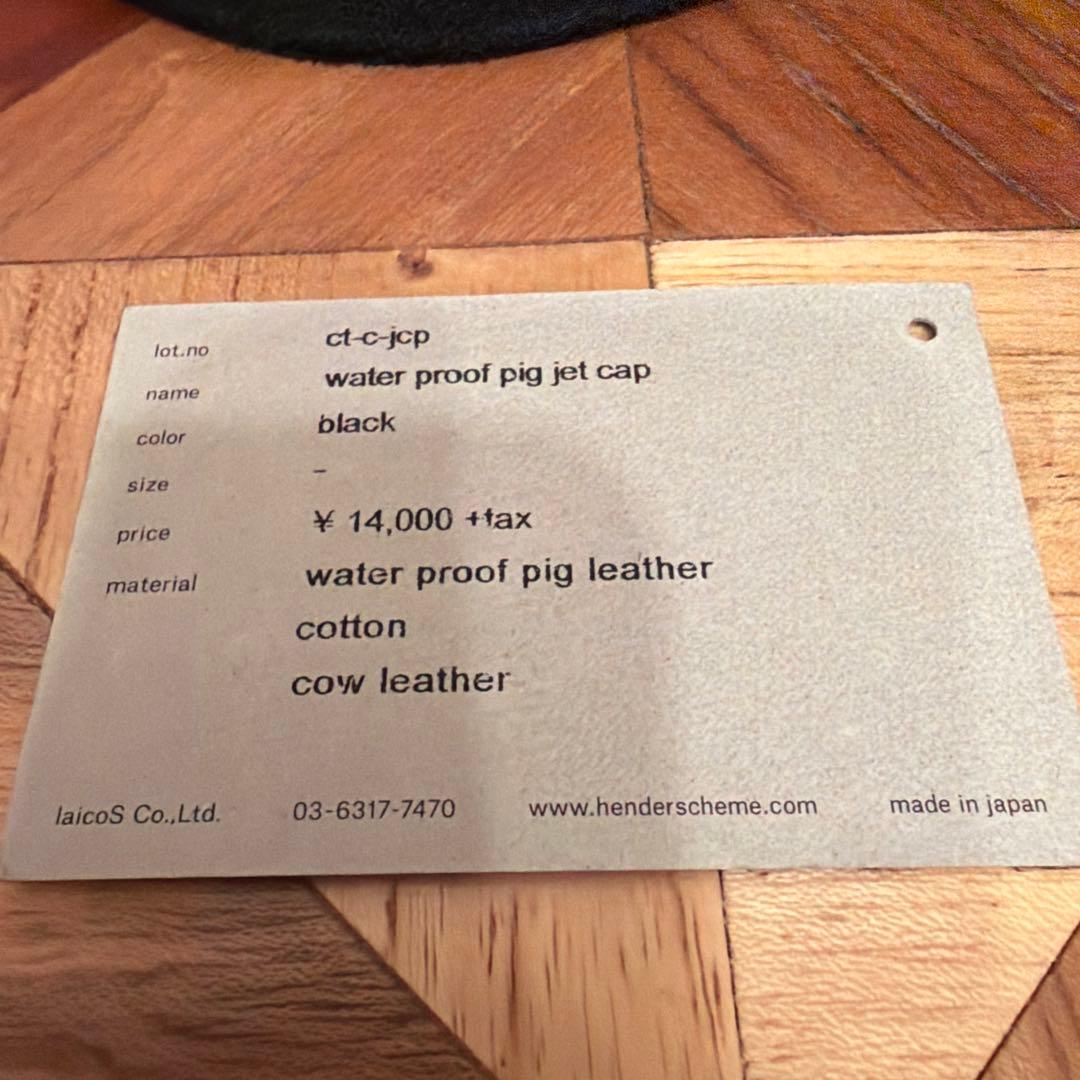 lot.no ct-c-jcp
name water proof pig jet cap
color black
size -
price ¥ 14,000 +tax
material water proof pig leather
cotton
cow leather
laicoS Co.,Ltd. 03-6317-7470 www.henderscheme.com made in japan